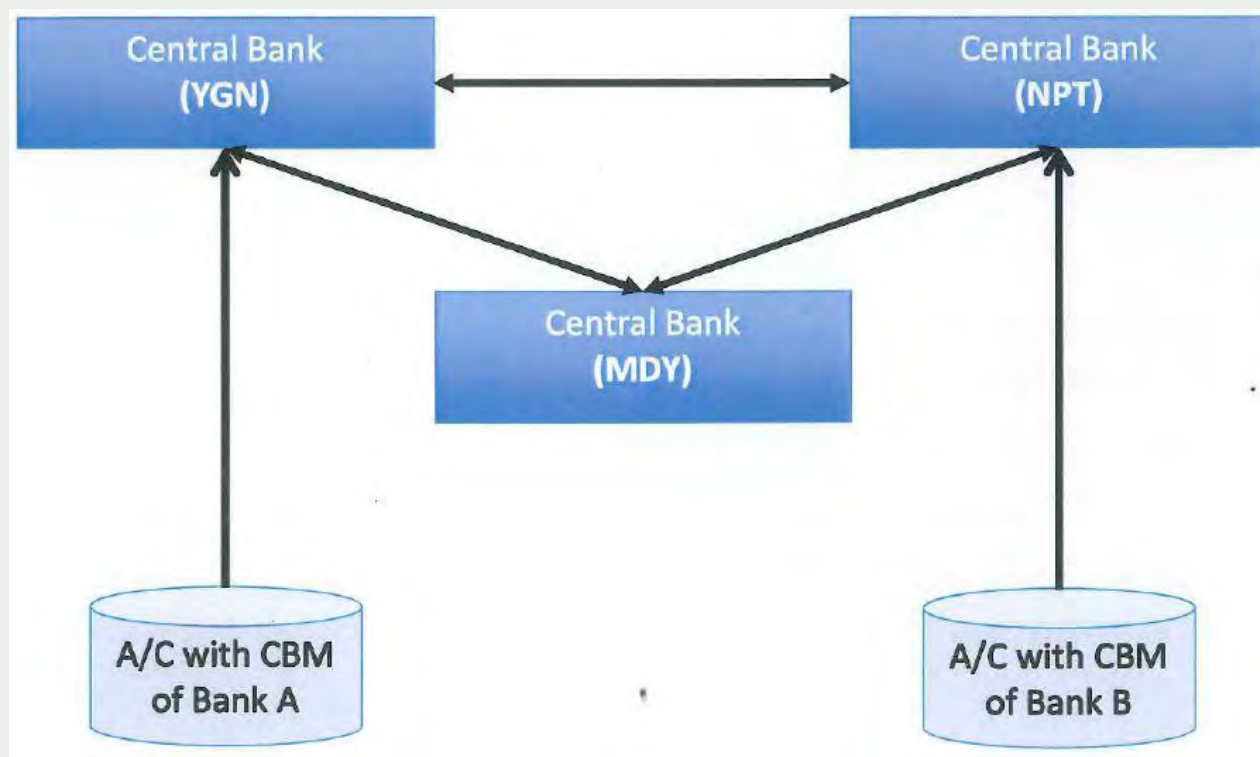 Central Bank
(YGN)
Central Bank
(NPT)
Central Bank
(MDY)
A/C with CBM
of Bank A
A/C with CBM
of Bank B